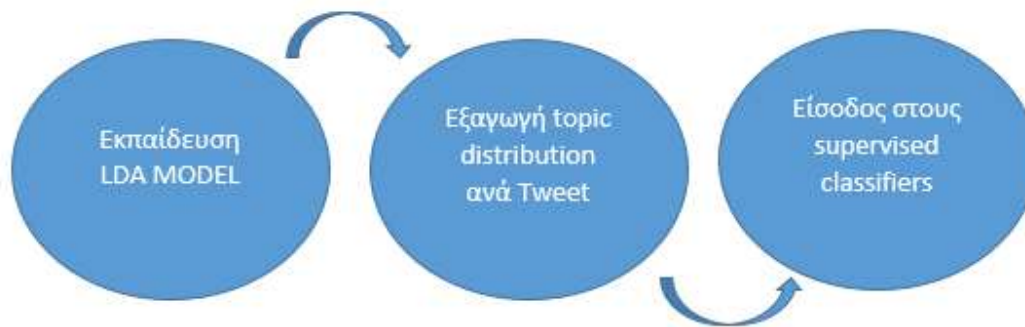 Εκπαίδευση
LDA MODEL
Εξαγωγή topic
distribution
ανά Tweet
Είσοδος στους
supervised
classifiers